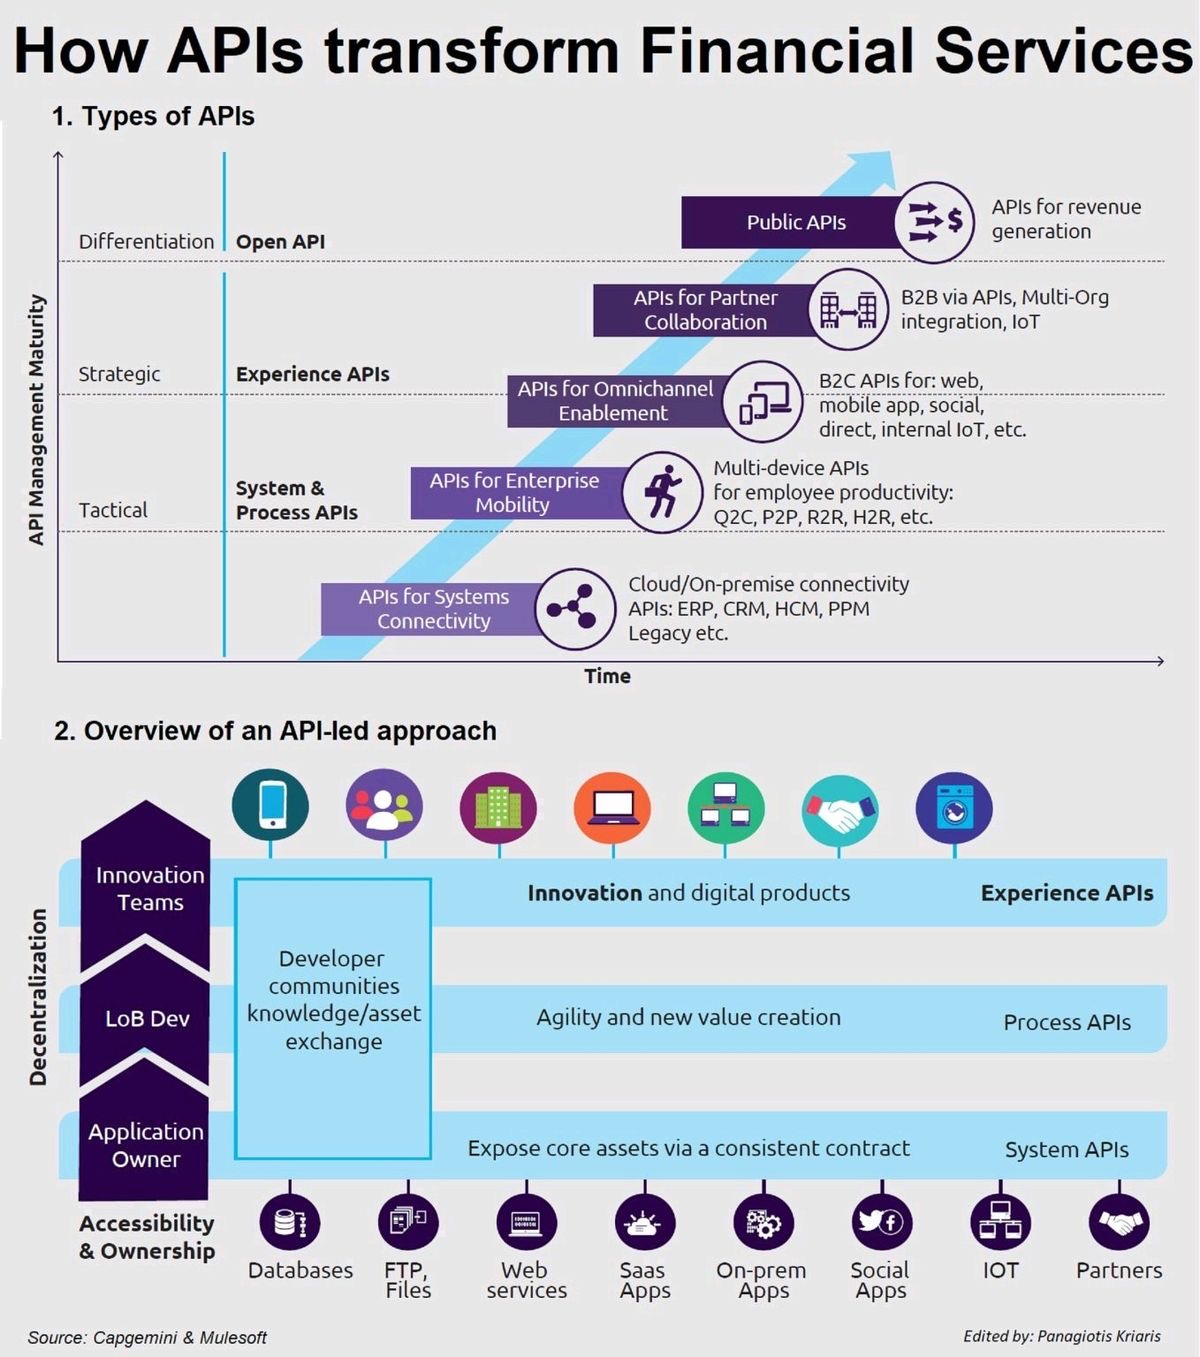 How APIs transform Financial Services
1. Types of APIs
API Management Maturity
Differentiation
Open API
Public APIs
APIs for revenue
generation
APIs for Partner
Collaboration
B2B via APIs, Multi-Org
integration, IoT
Strategic
Experience APIs
APIs for Omnichannel
Enablement
B2C APIs for: web,
mobile app, social,
direct, internal IoT, etc.
Tactical
System &
Process APIs
APIs for Enterprise
Mobility
Multi-device APIs
for employee productivity:
Q2C, P2P, R2R, H2R, etc.
APIs for Systems
Connectivity
Cloud/On-premise connectivity
APIs: ERP, CRM, HCM, PPM
Legacy etc.
Time
2. Overview of an API-led approach
Decentralization
Innovation
Teams
LoB Dev
Application
Owner
Accessibility
& Ownership
Developer
communities
knowledge/asset
exchange
Innovation and digital products
Experience APIs
Agility and new value creation
Process APIs
Expose core assets via a consistent contract
System APIs
Databases
FTP,
Files
Web
services
Saas
Apps
On-prem
Apps
Social
Apps
IOT
Partners
Source: Capgemini & Mulesoft
Edited by: Panagiotis Kriaris